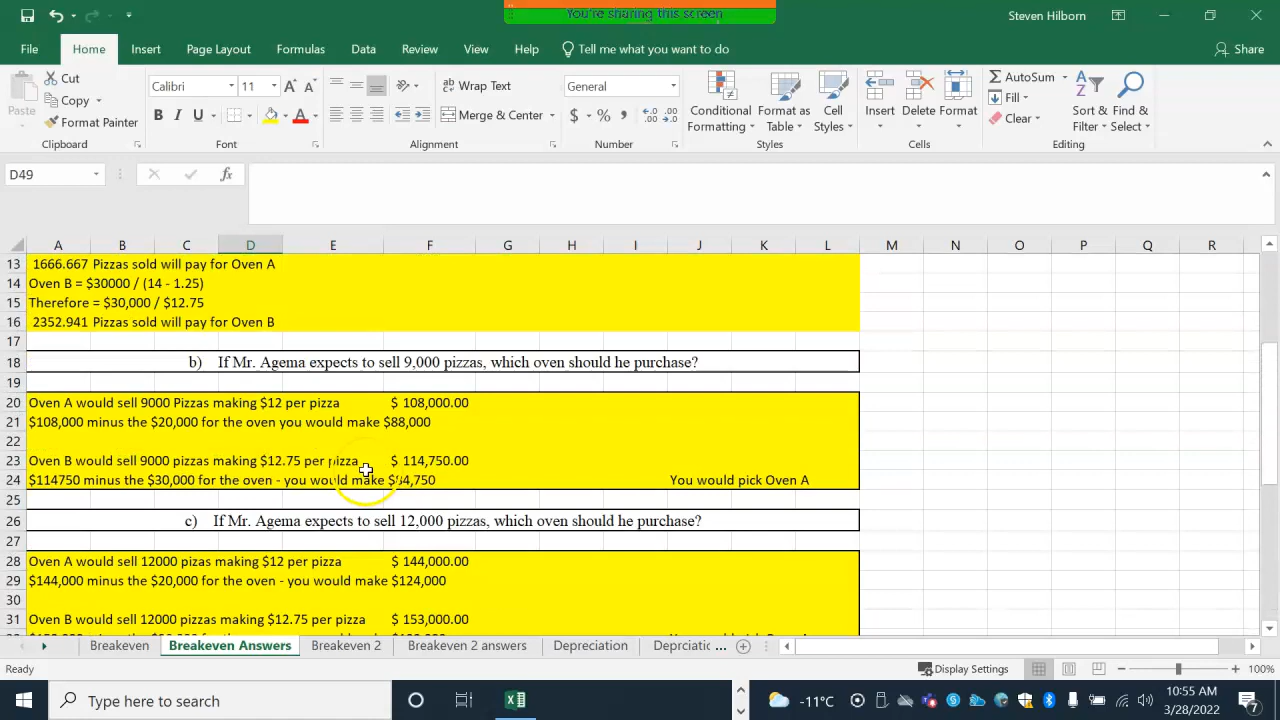 You're sharing this screen
Steven Hilborn
File Home Insert Page Layout Formulas Data Review View Help Tell me what you want to do Share
Paste Cut Copy Format Painter
Calibri 11 B I U A A A
Wrap Text Merge & Center
General $ % ,
Conditional Formatting Format as Table Cell Styles
Insert Delete Format
AutoSum Fill Clear Sort & Filter Find & Select
Clipboard Font Alignment Number Styles Cells Editing
D49 fx
A B C D E F G H I J K L M N O P Q R
13 1666.667 Pizzas sold will pay for Oven A
14 Oven B = $30000 / (14 - 1.25)
15 Therefore = $30,000 / $12.75
16 2352.941 Pizzas sold will pay for Oven B
17
18 b) If Mr. Agema expects to sell 9,000 pizzas, which oven should he purchase?
19
20 Oven A would sell 9000 Pizzas making $12 per pizza $ 108,000.00
21 $108,000 minus the $20,000 for the oven you would make $88,000
22
23 Oven B would sell 9000 pizzas making $12.75 per pizza $ 114,750.00
24 $114750 minus the $30,000 for the oven - you would make You would pick Oven A
25
26 c) If Mr. Agema expects to sell 12,000 pizzas, which oven should he purchase?
27
28 Oven A would sell 12000 pizas making $12 per pizza $ 144,000.00
29 $144,000 minus the $20,000 for the oven - you would make $124,000
30
31 Oven B would sell 12000 pizas making $12.75 per pizza $ 153,000.00
Breakeven Breakeven Answers Breakeven 2 Breakeven 2 answers Depreciation Deprciatio ...
Ready Display Settings 100%
Type here to search -11°C 10:55 AM
3/28/2022 7